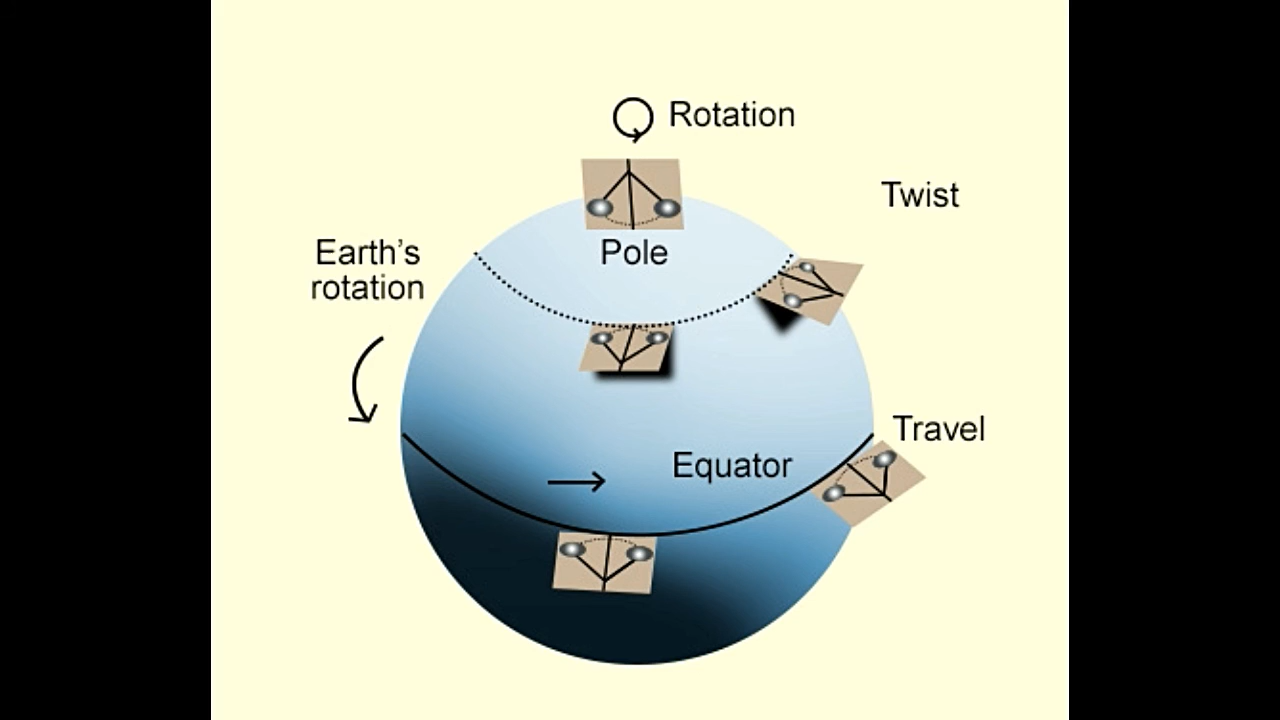 Rotation
Twist
Pole
Earth’s
rotation
Travel
Equator